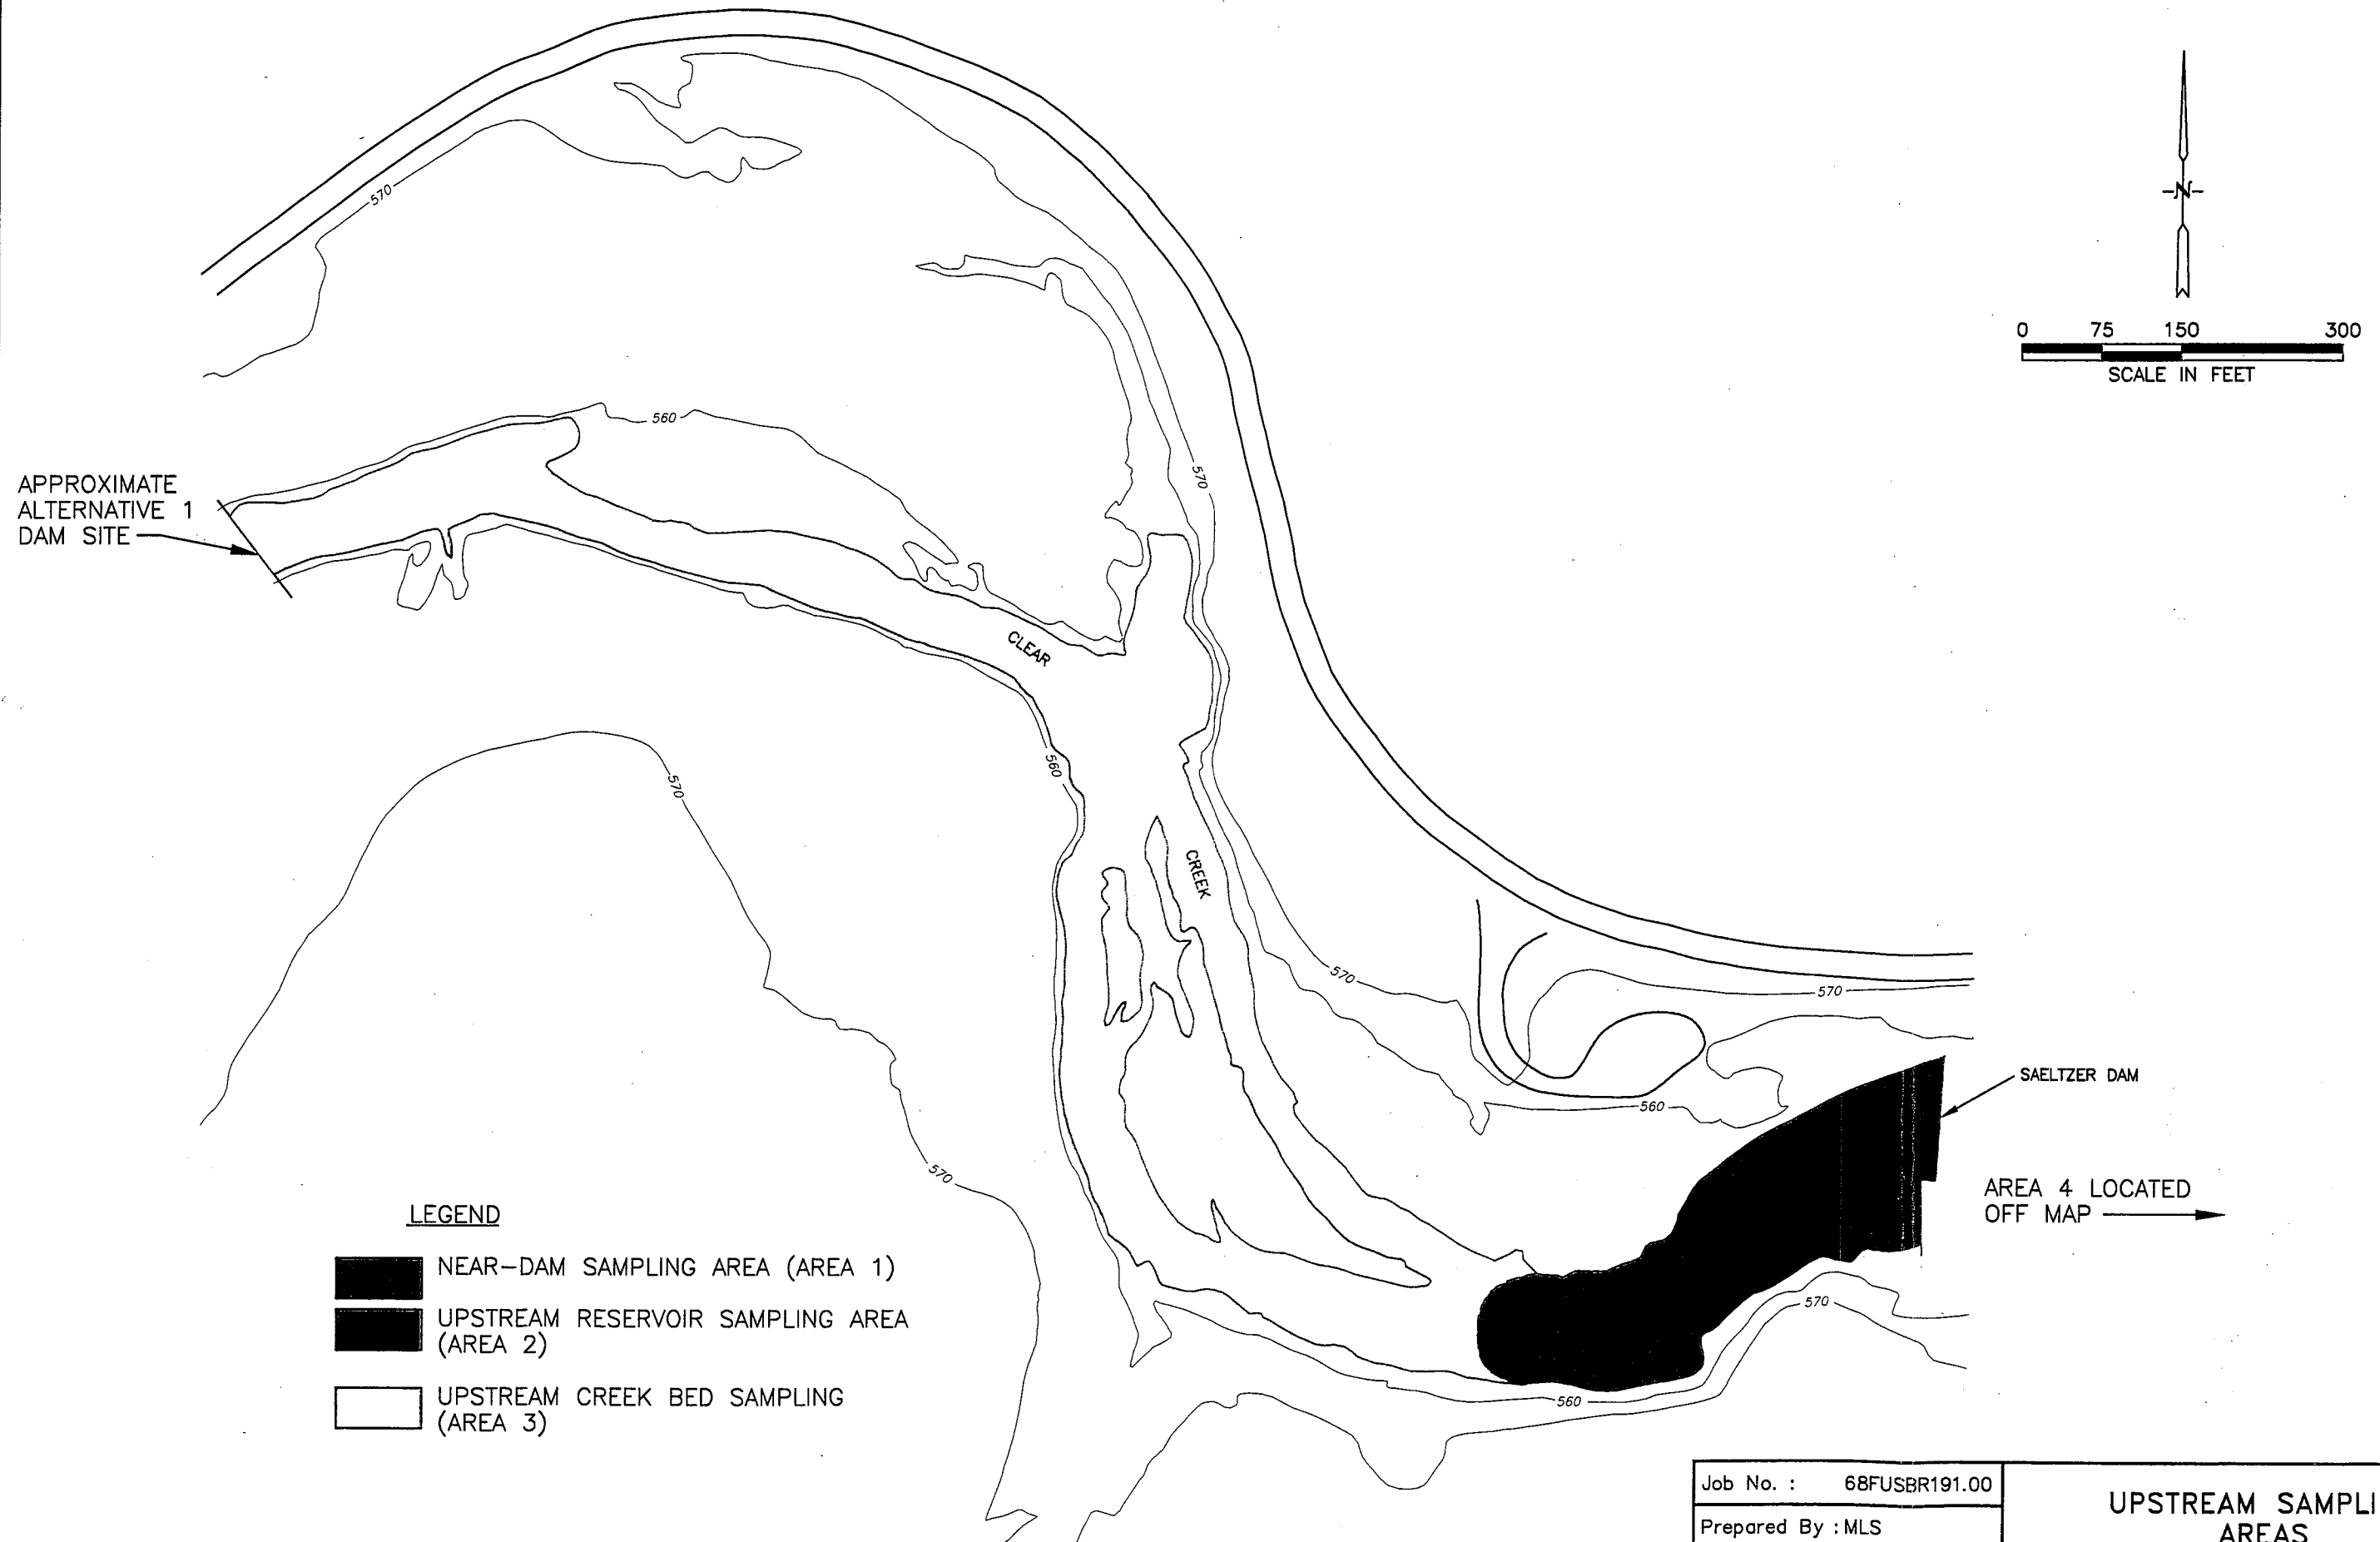 570
-N-
0 75 150 300
SCALE IN FEET
560
570
APPROXIMATE
ALTERNATIVE 1
DAM SITE
CLEAR
560
570
CREEK
570
570
SAELTZER DAM
560
570
AREA 4 LOCATED
OFF MAP
LEGEND
NEAR-DAM SAMPLING AREA (AREA 1)
UPSTREAM RESERVOIR SAMPLING AREA
(AREA 2)
UPSTREAM CREEK BED SAMPLING
(AREA 3)
570
560
Job No. : 68FUSBR191.00
Prepared By : MLS
UPSTREAM SAMPLI
AREAS